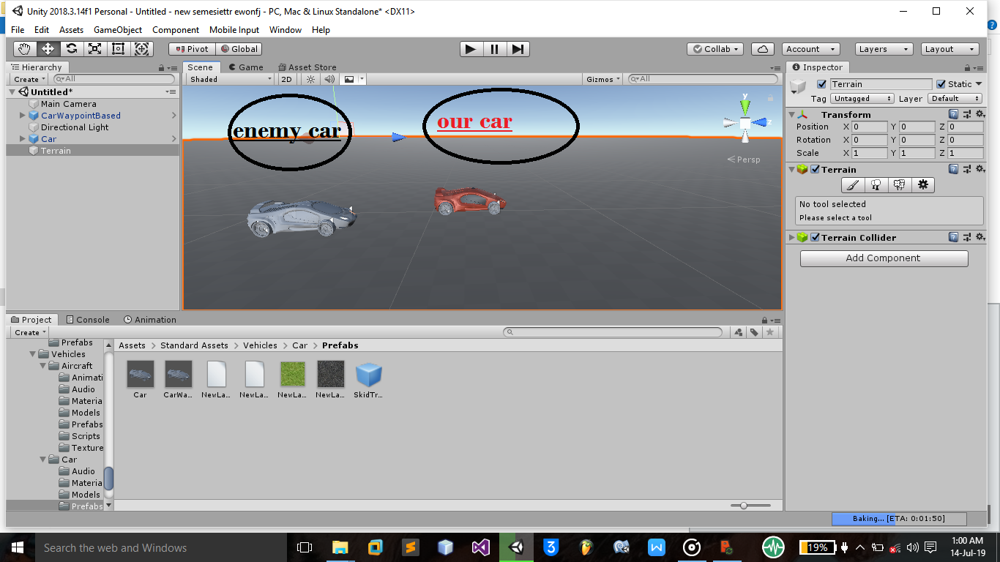 Unity 2018.3.14f1 Personal - Untitled - new semesiettr ewonfj - PC, Mac & Linux Standalone* <DX11>
File Edit Assets GameObject Component Mobile Input Window Help
Pivot Global Collab Account Layers Layout
Hierarchy
Create All
Untitled*
Main Camera
CarWaypointBased
Directional Light
Car
Terrain
Scene Game Asset Store
Shaded 2D Gizmos All
enemy car
our car
y
z
Persp
Inspector
Terrain Static
Tag Untagged Layer Default
Transform
Position X 0 Y 0 Z 0
Rotation X 0 Y 0 Z 0
Scale X 1 Y 1 Z 1
Terrain
No tool selected
Please select a tool
Terrain Collider
Add Component
Project Console Animation
Create
Prefabs
Vehicles
Aircraft
Animati
Audio
Materia
Models
Prefabs
Scripts
Texture
Car
Audio
Materia
Models
Prefabs
Assets > Standard Assets > Vehicles > Car > Prefabs
Car CarWa... NewLa... NewLa... NewLa... NewLa... SkidTr...
Baking... [ETA: 0:01:50]
Search the web and Windows
19%
1:00 AM
14-Jul-19